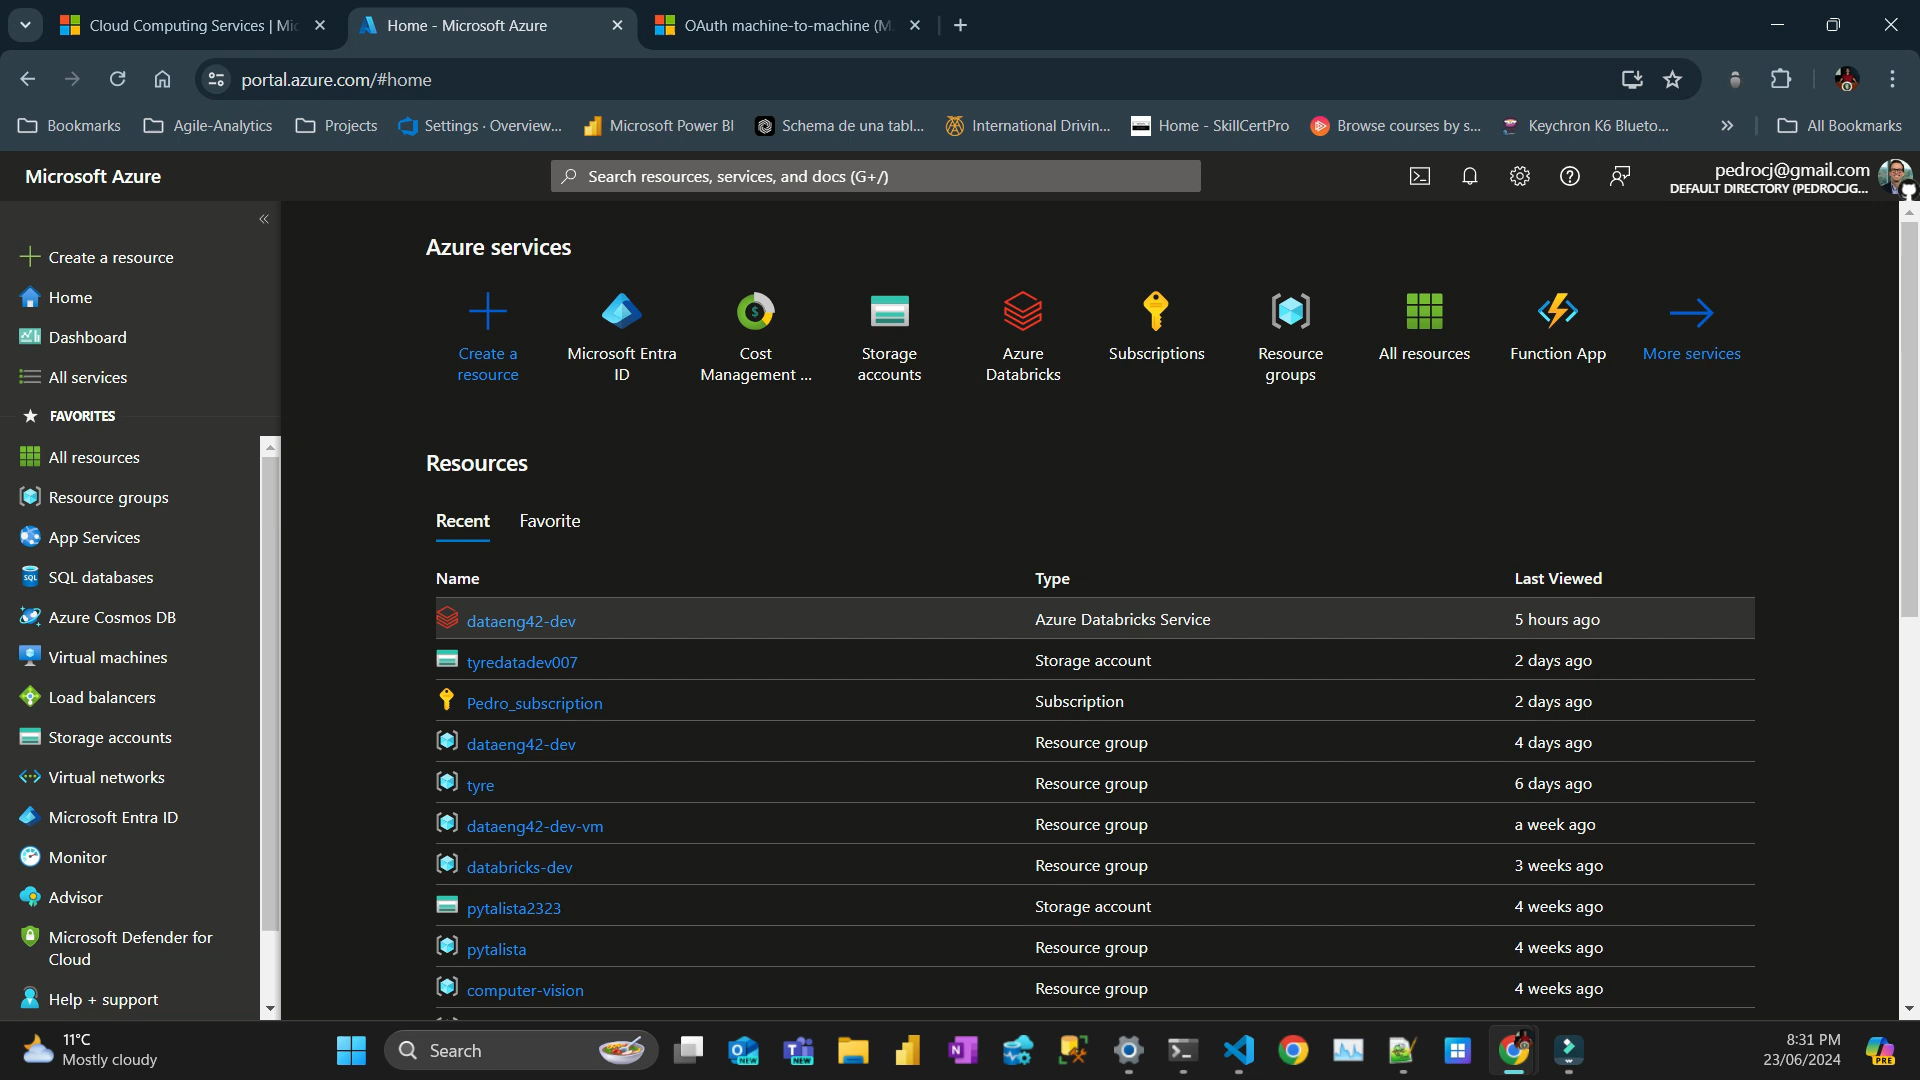 Cloud Computing Services | Mic
Home - Microsoft Azure
OAuth machine-to-machine (M
portal.azure.com/#home
Bookmarks
Agile-Analytics
Projects
Settings · Overview...
Microsoft Power BI
Schema de una tabl...
International Drivin...
Home - SkillCertPro
Browse courses by s...
Keychron K6 Blueto...
All Bookmarks
Microsoft Azure
Search resources, services, and docs (G+/)
pedrocj@gmail.com
DEFAULT DIRECTORY (PEDROCJG...
Create a resource
Home
Dashboard
All services
FAVORITES
All resources
Resource groups
App Services
SQL databases
Azure Cosmos DB
Virtual machines
Load balancers
Storage accounts
Virtual networks
Microsoft Entra ID
Monitor
Advisor
Microsoft Defender for
Cloud
Help + support
Azure services
Create a
resource
Microsoft Entra
ID
Cost
Management ...
Storage
accounts
Azure
Databricks
Subscriptions
Resource
groups
All resources
Function App
More services
Resources
Recent Favorite
Name Type Last Viewed
dataeng42-dev Azure Databricks Service 5 hours ago
tyredatadev007 Storage account 2 days ago
Pedro_subscription Subscription 2 days ago
dataeng42-dev Resource group 4 days ago
tyre Resource group 6 days ago
dataeng42-dev-vm Resource group a week ago
databricks-dev Resource group 3 weeks ago
pytalista2323 Storage account 4 weeks ago
pytalista Resource group 4 weeks ago
computer-vision Resource group 4 weeks ago
11°C
Mostly cloudy
Search
NEW
NEW
8:31 PM
23/06/2024
PRE